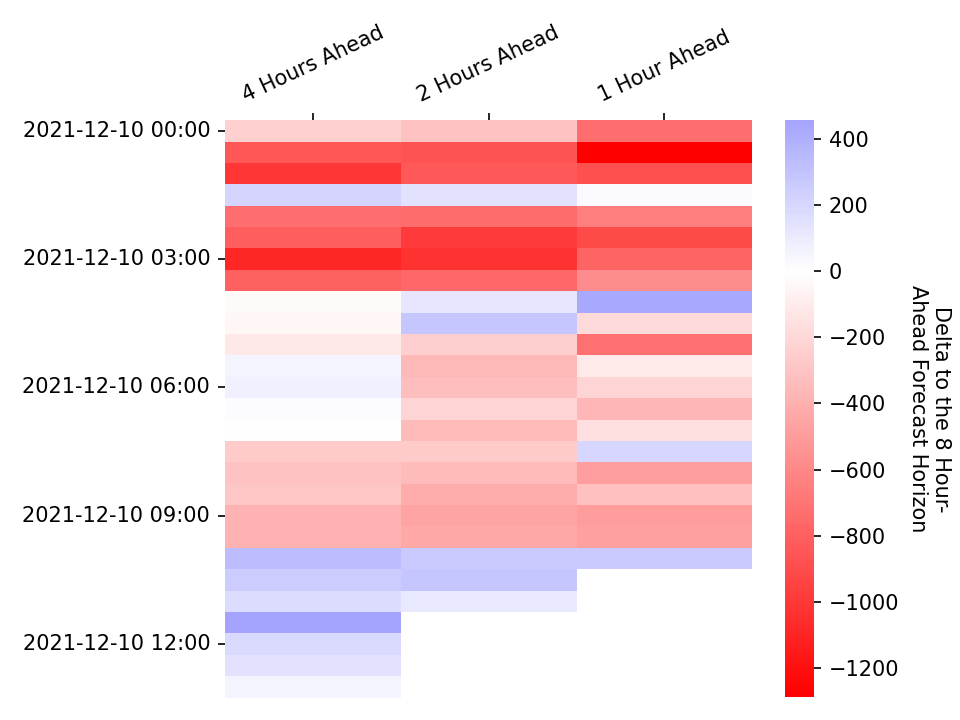 4 Hours Ahead
2 Hours Ahead
1 Hour Ahead
2021-12-10 00:00
2021-12-10 03:00
2021-12-10 06:00
2021-12-10 09:00
2021-12-10 12:00
400
200
0
−200
−400
−600
−800
−1000
−1200
Delta to the 8 Hour-
Ahead Forecast Horizon